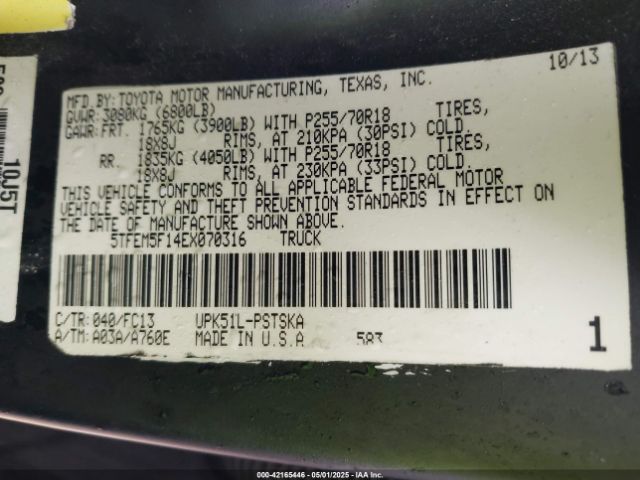 10/13
MFD.BY:TOYOTA MOTOR MANUFACTURING, TEXAS, INC.
GVWR:3080KG (6800LB)
GAWR:FRT. 1765KG (3900LB) WITH P255/70R18 TIRES,
18X8J RIMS, AT 210KPA (30PSI) COLD.
RR. 1835KG (4050LB) WITH P255/70R18 TIRES,
18X8J RIMS, AT 230KPA (33PSI) COLD.
THIS VEHICLE CONFORMS TO ALL APPLICABLE FEDERAL MOTOR
VEHICLE SAFETY AND THEFT PREVENTION STANDARDS IN EFFECT ON
THE DATE OF MANUFACTURE SHOWN ABOVE.
5TFEM5F14EX070316 TRUCK
C/TR:040/FC13 UPK51L-PSTSKA
A/TM:A03A/A760E MADE IN U.S.A 583
1
10J5T
000-42165446 - 05/01/2025 - IAA Inc.